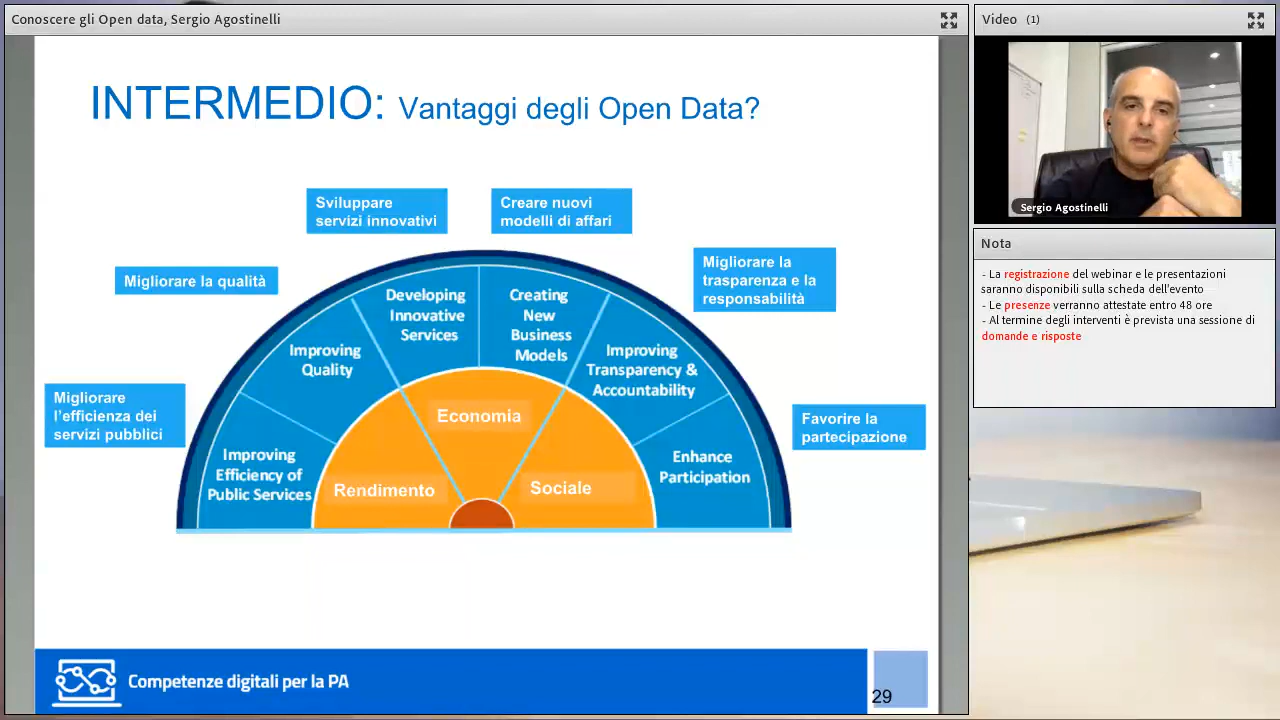 Conoscere gli Open data, Sergio Agostinelli
INTERMEDIO: Vantaggi degli Open Data?
Sviluppare
servizi innovativi
Creare nuovi
modelli di affari
Migliorare la qualità
Migliorare la
trasparenza e la
responsabilità
Migliorare
l'efficienza dei
servizi pubblici
Favorire la
partecipazione
Improving
Efficiency of
Public Services
Improving
Quality
Developing
Innovative
Services
Creating
New
Business
Models
Improving
Transparency &
Accountability
Enhance
Participation
Rendimento
Economia
Sociale
Competenze digitali per la PA
29
Video (1)
Sergio Agostinelli
Nota
- La registrazione del webinar e le presentazioni
saranno disponibili sulla scheda dell'evento
- Le presenze verranno attestate entro 48 ore
- Al termine degli interventi è prevista una sessione di
domande e risposte